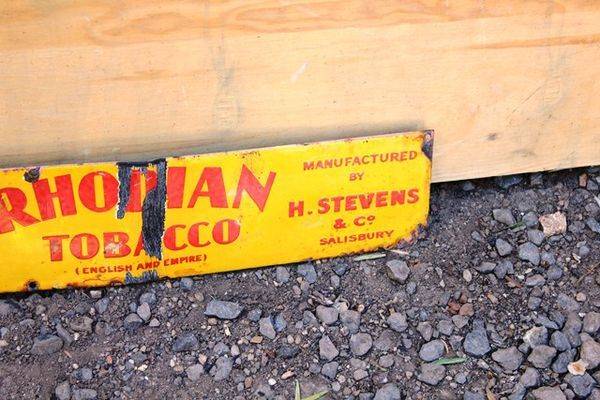 RHODIAN
TOBACCO
(ENGLISH AND EMPIRE)
MANUFACTURED
BY
H. STEVENS
& Co
SALISBURY